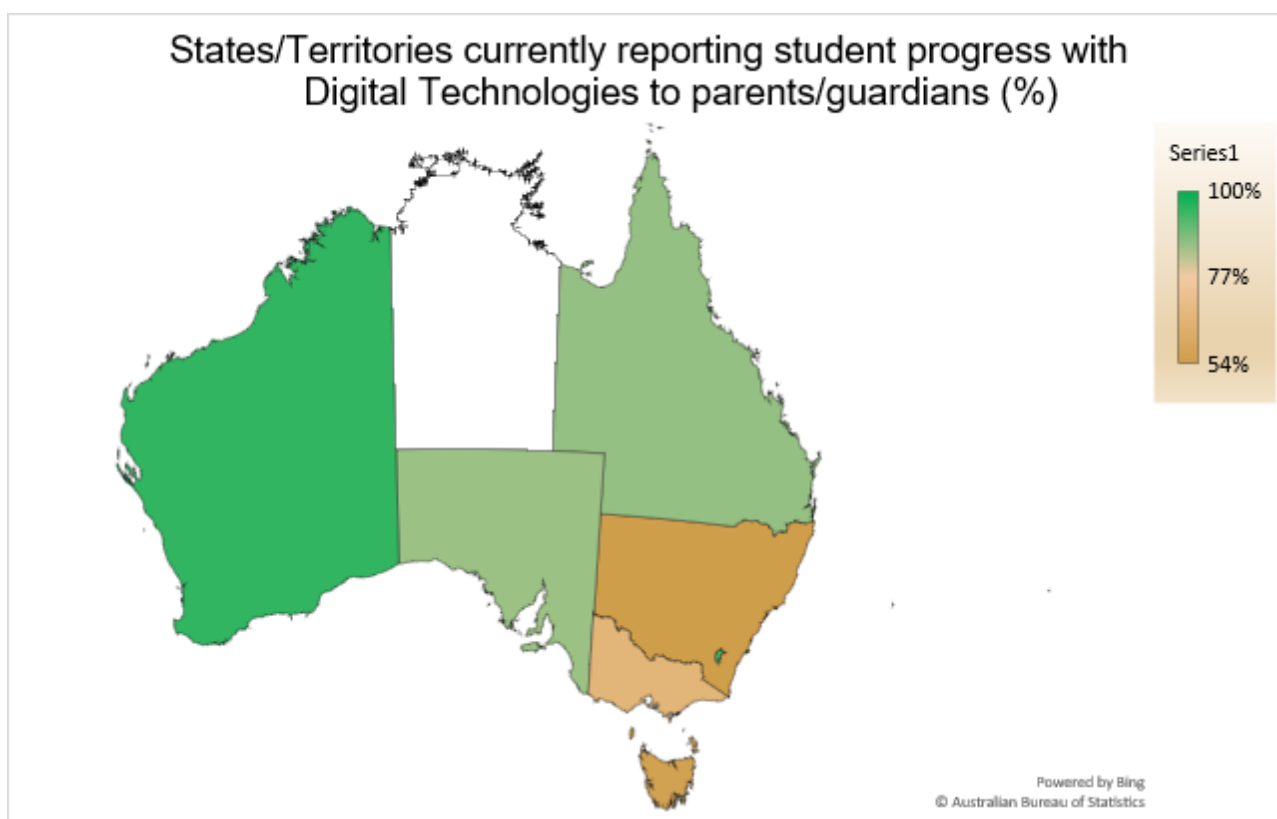 States/Territories currently reporting student progress with
Digital Technologies to parents/guardians (%)
Series1
100%
77%
54%
Powered by Bing
© Australian Bureau of Statistics